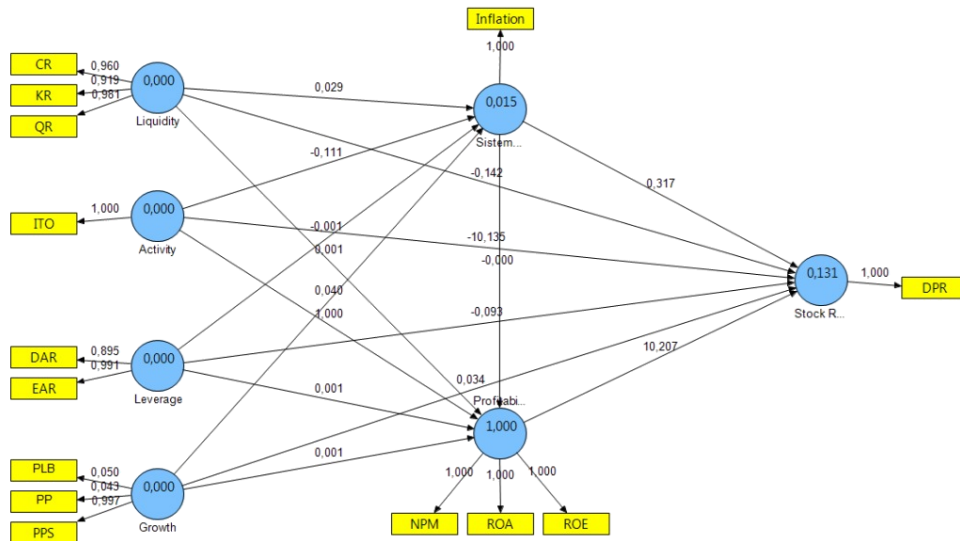 Inflation
1,000
CR
0,960
0,919
KR
0,981
QR
0,000
Liquidity
0,029
0,015
Sistem...
-0,111
-0,142
0,317
ITO
1,000
0,000
Activity
-0,001
0,001
-10,135
-0,000
0,131
Stock R...
1,000
DPR
0,040
1,000
-0,093
10,207
DAR
0,895
EAR
0,991
0,000
Leverage
0,001
0,034
Profitabi...
1,000
0,001
PLB
0,050
PP
0,043
0,997
PPS
0,000
Growth
1,000
1,000
1,000
NPM
ROA
ROE